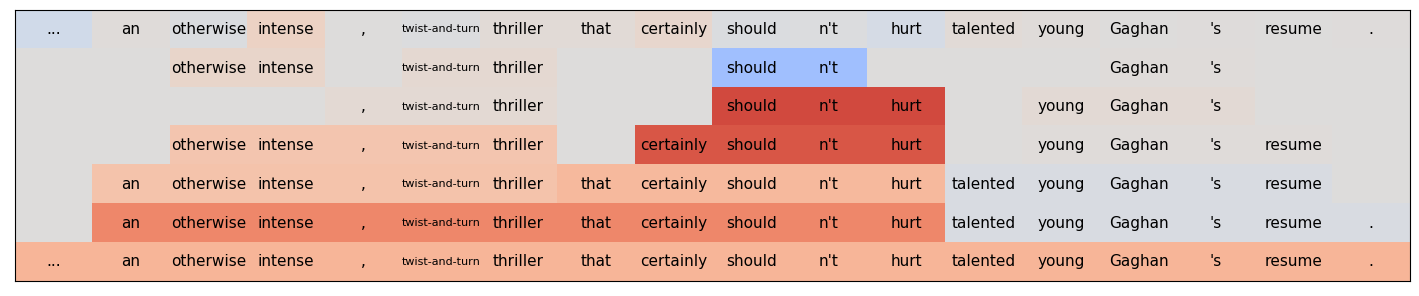 ... an otherwise intense , twist-and-turn thriller that certainly should n't hurt talented young Gaghan 's resume .
otherwise intense twist-and-turn thriller should n't Gaghan 's
, twist-and-turn thriller should n't hurt young Gaghan 's
otherwise intense , twist-and-turn thriller certainly should n't hurt young Gaghan 's resume
an otherwise intense , twist-and-turn thriller that certainly should n't hurt talented young Gaghan 's resume
an otherwise intense , twist-and-turn thriller that certainly should n't hurt talented young Gaghan 's resume .
... an otherwise intense , twist-and-turn thriller that certainly should n't hurt talented young Gaghan 's resume .